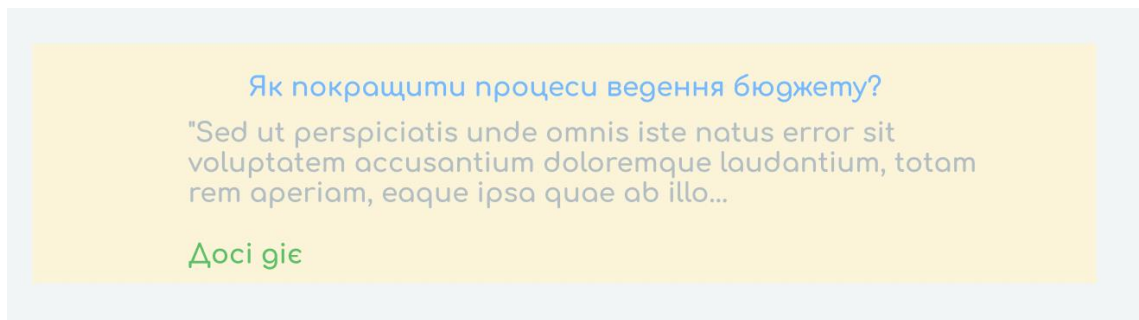 Як покращити процеси ведення бюджету?
"Sed ut perspiciatis unde omnis iste natus error sit
voluptatem accusantium doloremque laudantium, totam
rem aperiam, eaque ipsa quae ab illo...
Досі діє